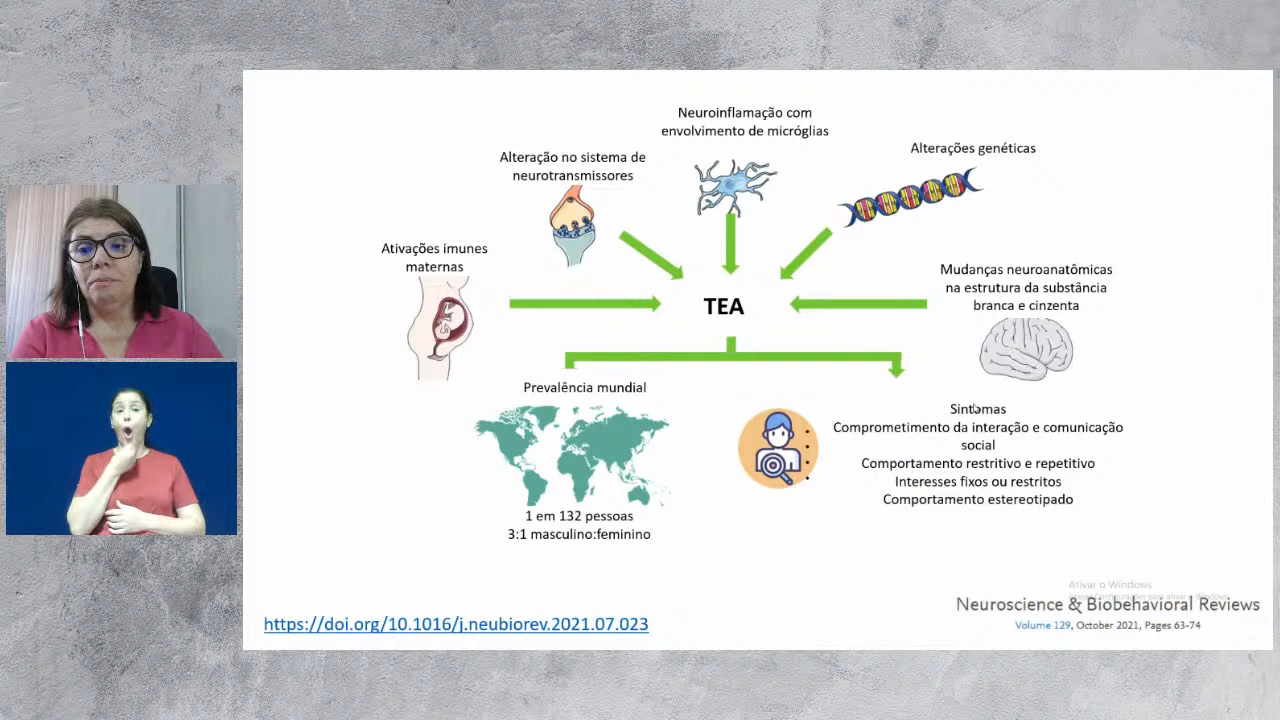 Neuroinflamação com
envolvimento de micróglias
Alterações genéticas
Alteração no sistema de
neurotransmissores
Ativações imunes
maternas
Mudanças neuroanatômicas
na estrutura da substância
branca e cinzenta
TEA
Prevalência mundial
1 em 132 pessoas
3:1 masculino:feminino
Sintomas
Comprometimento da interação e comunicação
social
Comportamento restritivo e repetitivo
Interesses fixos ou restritos
Comportamento estereotipado
Ativar o Windows
Neuroscience & Biobehavioral Reviews
Volume 129, October 2021, Pages 63-74
https://doi.org/10.1016/j.neubiorev.2021.07.023